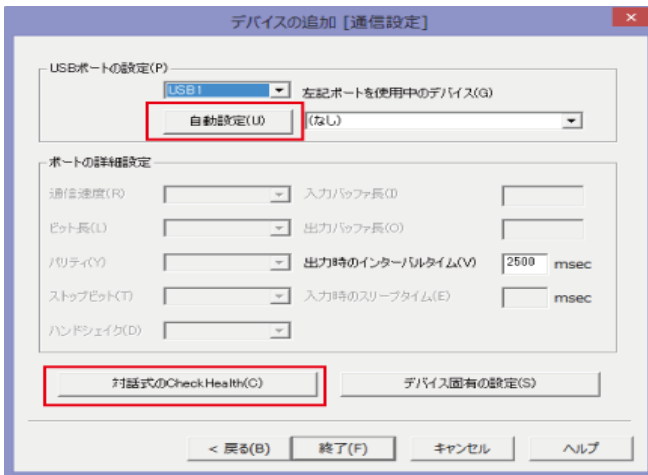 デバイスの追加 [通信設定]
USBポートの設定(P)
USB1
左記ポートを使用中のデバイス(G)
自動設定(U)
(なし)
ポートの詳細設定
通信速度(R)
入力バッファ長(I)
ビット長(L)
出力バッファ長(O)
パリティ(Y)
出力時のインターバルタイム(V)
2500 msec
ストップビット(T)
入力時のスリープタイム(E)
msec
ハンドシェイク(D)
対話式のCheckHealth(C)
デバイス固有の設定(S)
< 戻る(B)
終了(F)
キャンセル
ヘルプ